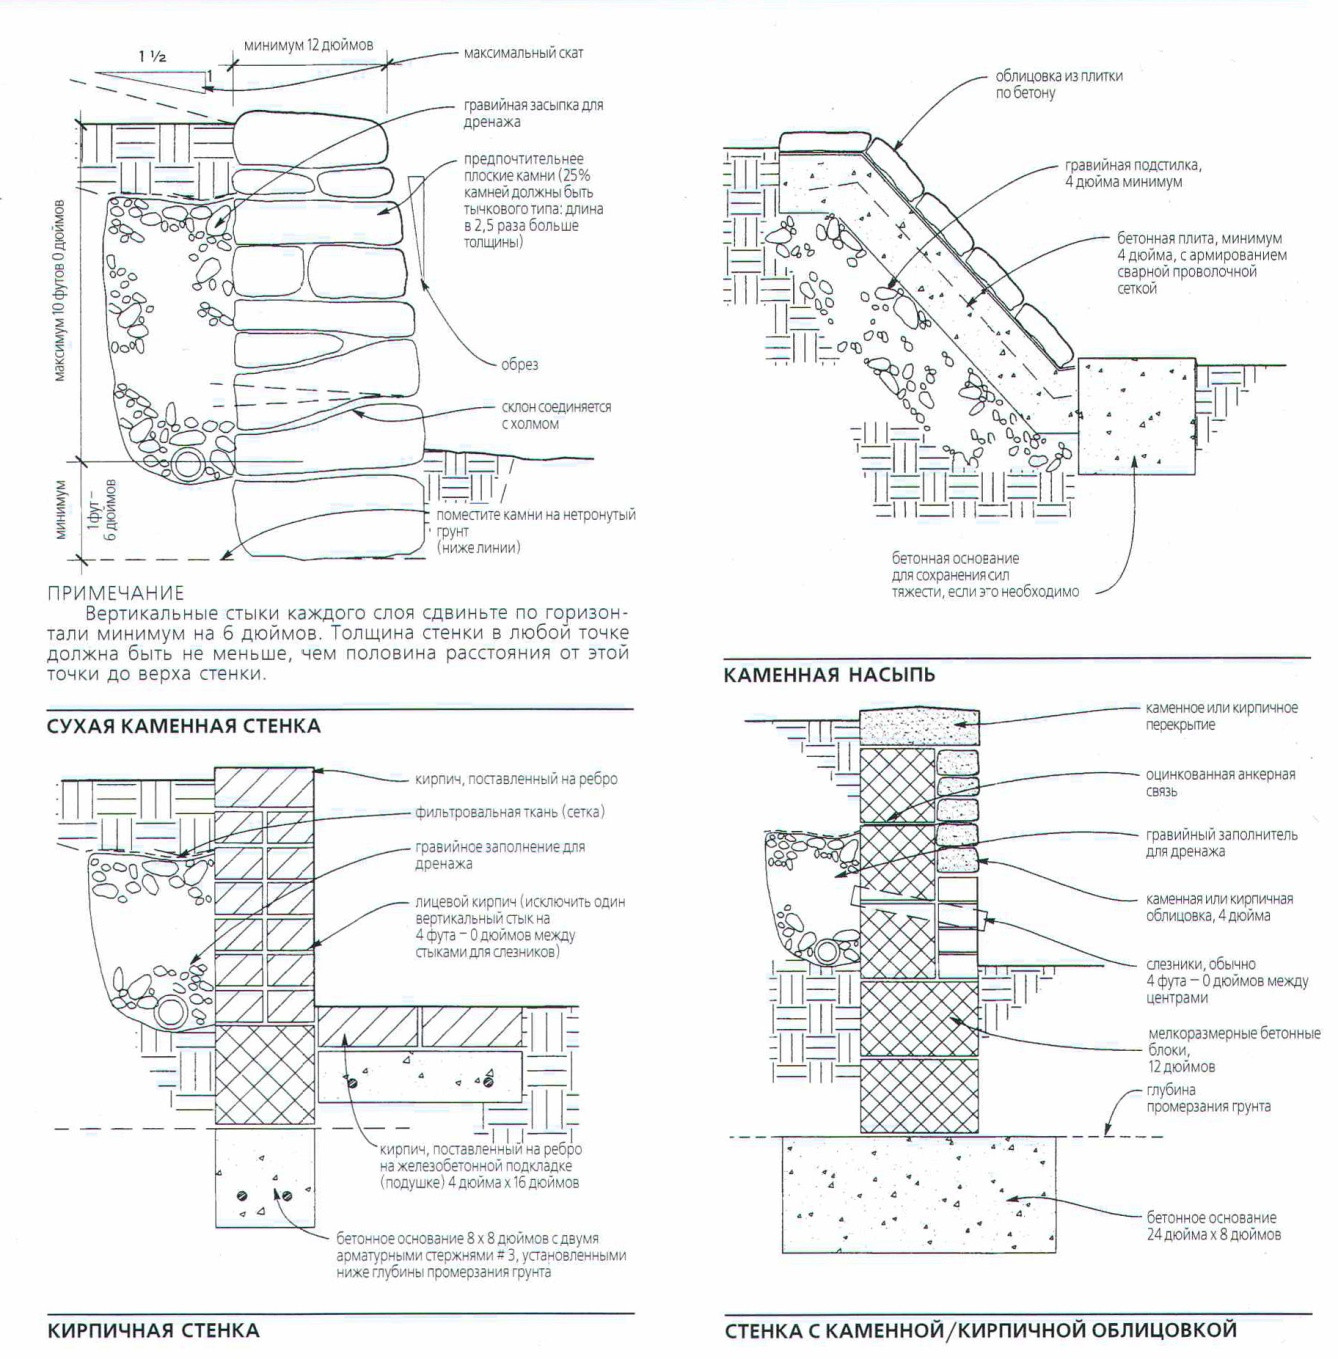 1 ½
1
минимум 12 дюймов
максимальный скат
гравийная засыпка для
дренажа
предпочтительнее
плоские камни (25%
камней должны быть
тычкового типа: длина
в 2,5 раза больше
толщины)
максимум 10 футов 0 дюймов
обрез
склон соединяется
с холмом
минимум
1 фут –
6 дюймов
поместите камни на нетронутый
грунт
(ниже линии)
ПРИМЕЧАНИЕ
Вертикальные стыки каждого слоя сдвиньте по горизон-
тали минимум на 6 дюймов. Толщина стенки в любой точке
должна быть не меньше, чем половина расстояния от этой
точки до верха стенки.
СУХАЯ КАМЕННАЯ СТЕНКА
облицовка из плитки
по бетону
гравийная подстилка,
4 дюйма минимум
бетонная плита, минимум
4 дюйма, с армированием
сварной проволочной
сеткой
бетонная основание
для сохранения сил
тяжести, если это необходимо
КАМЕННАЯ НАСЫПЬ
кирпич, поставленный на ребро
фильтровальная ткань (сетка)
гравийное заполнение для
дренажа
лицевой кирпич (исключить один
вертикальный стык на
4 фута – 0 дюймов между
стыками для слезников)
кирпич, поставленный на ребро
на железобетонной подкладке
(подушке) 4 дюйма х 16 дюймов
бетонное основание 8 х 8 дюймов с двумя
арматурными стержнями # 3, установленными
ниже глубины промерзания грунта
КИРПИЧНАЯ СТЕНКА
каменное или кирпичное
перекрытие
оцинкованная анкерная
связь
гравийный заполнитель
для дренажа
каменная или кирпичная
облицовка, 4 дюйма
слезники, обычно
4 фута – 0 дюймов между
центрами
мелкоразмерные бетонные
блоки,
12 дюймов
глубина
промерзания грунта
бетонное основание
24 дюйма х 8 дюймов
СТЕНКА С КАМЕННОЙ/КИРПИЧНОЙ ОБЛИЦОВКОЙ